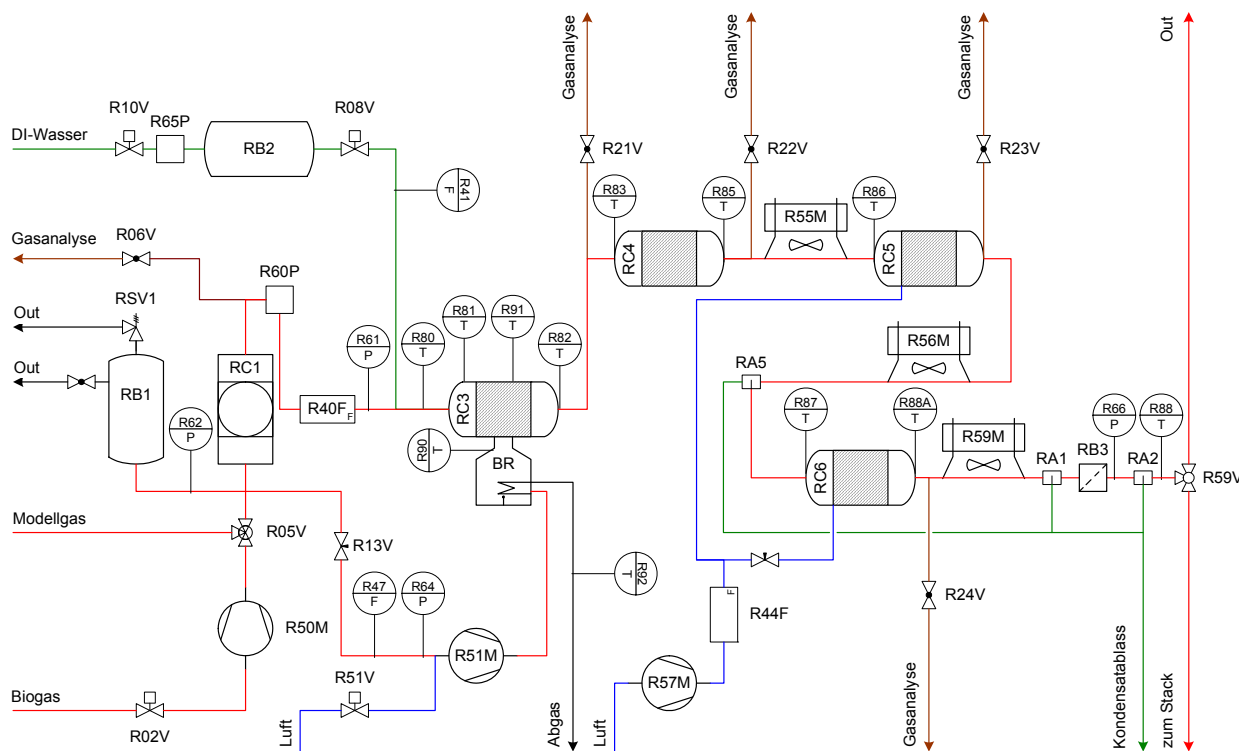 Gasanalyse
Gasanalyse
Gasanalyse
Out
R10V
R65P
R08V
DI-Wasser
RB2
R41
F
R21V
R22V
R23V
R83
T
R85
T
R55M
R86
T
RC4
RC5
Gasanalyse
R06V
R60P
RSV1
Out
Out
RB1
RC1
R62
P
R40F
F
R61
P
R80
T
R81
T
R91
T
R82
T
RC3
R90
T
BR
R56M
RA5
R87
T
R88A
T
R59M
RC6
RA1
RB3
R66
P
R88
T
RA2
R59V
Modellgas
R05V
R13V
R92
T
R50M
R47
F
R64
P
R51M
R44F
F
R24V
R57M
Biogas
R02V
R51V
Luft
Abgas
Luft
Gasanalyse
Kondensatablass
zum Stack